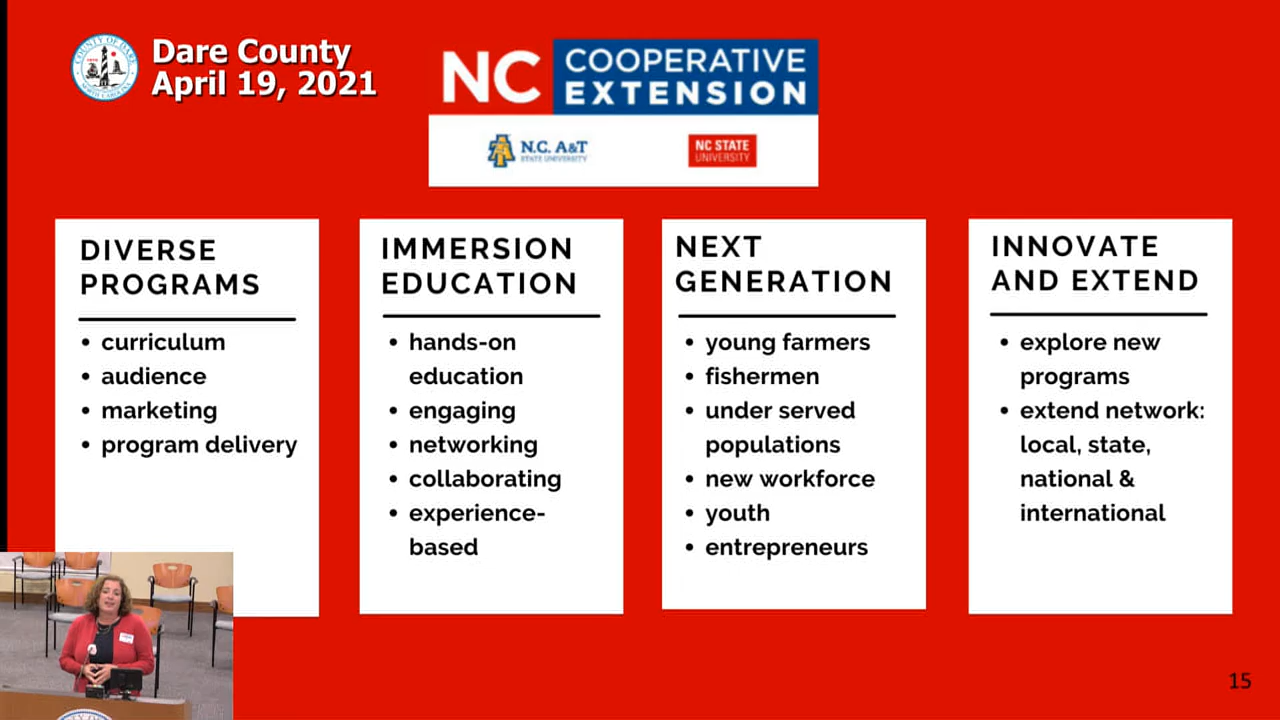 Dare County
April 19, 2021
NC COOPERATIVE
EXTENSION
N.C. A&T
STATE UNIVERSITY
NC STATE
UNIVERSITY
DIVERSE
PROGRAMS
• curriculum
• audience
• marketing
• program delivery
IMMERSION
EDUCATION
• hands-on
education
• engaging
• networking
• collaborating
• experience-
based
NEXT
GENERATION
• young farmers
• fishermen
• under served
populations
• new workforce
• youth
• entrepreneurs
INNOVATE
AND EXTEND
• explore new
programs
• extend network:
local, state,
national &
international
15